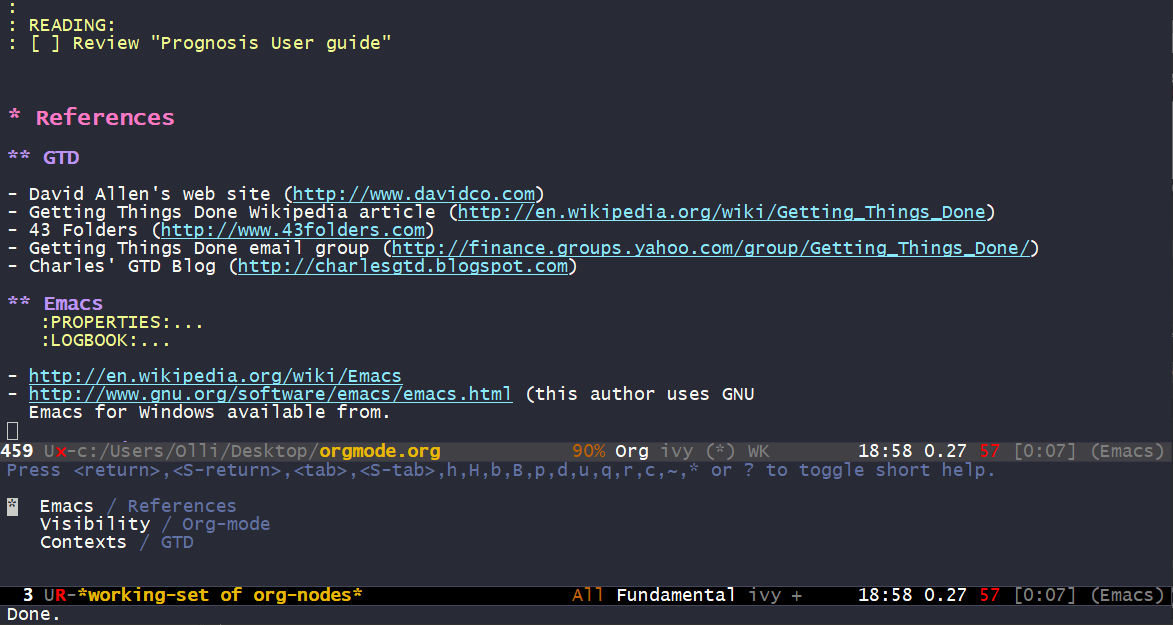 :
: READING:
: [ ] Review "Prognosis User guide"
* References
** GTD
- David Allen's web site (http://www.davidco.com)
- Getting Things Done Wikipedia article (http://en.wikipedia.org/wiki/Getting_Things_Done)
- 43 Folders (http://www.43folders.com)
- Getting Things Done email group (http://finance.groups.yahoo.com/group/Getting_Things_Done/)
- Charles' GTD Blog (http://charlesgtd.blogspot.com)
** Emacs
:PROPERTIES:...
:LOGBOOK:...
- http://en.wikipedia.org/wiki/Emacs
- http://www.gnu.org/software/emacs/emacs.html (this author uses GNU
Emacs for Windows available from.
459 Ux-c:/Users/Olli/Desktop/orgmode.org 90% Org ivy (*) WK 18:58 0.27 57 [0:07] (Emacs)
Press <return>,<S-return>,<tab>,<S-tab>,h,H,b,B,p,d,u,q,r,c,~,* or ? to toggle short help.
* Emacs / References
Visibility / Org-mode
Contexts / GTD
3 UR-*working-set of org-nodes* All Fundamental ivy + 18:58 0.27 57 [0:07] (Emacs)
Done.